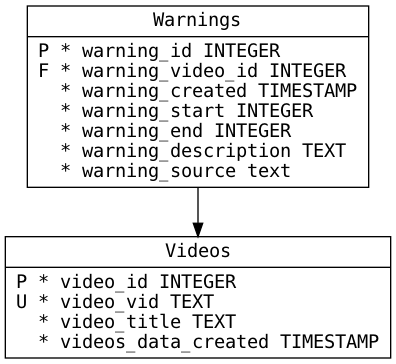 Warnings
P * warning_id INTEGER
F * warning_video_id INTEGER
* warning_created TIMESTAMP
* warning_start INTEGER
* warning_end INTEGER
* warning_description TEXT
* warning_source text
Videos
P * video_id INTEGER
U * video_vid TEXT
* video_title TEXT
* videos_data_created TIMESTAMP